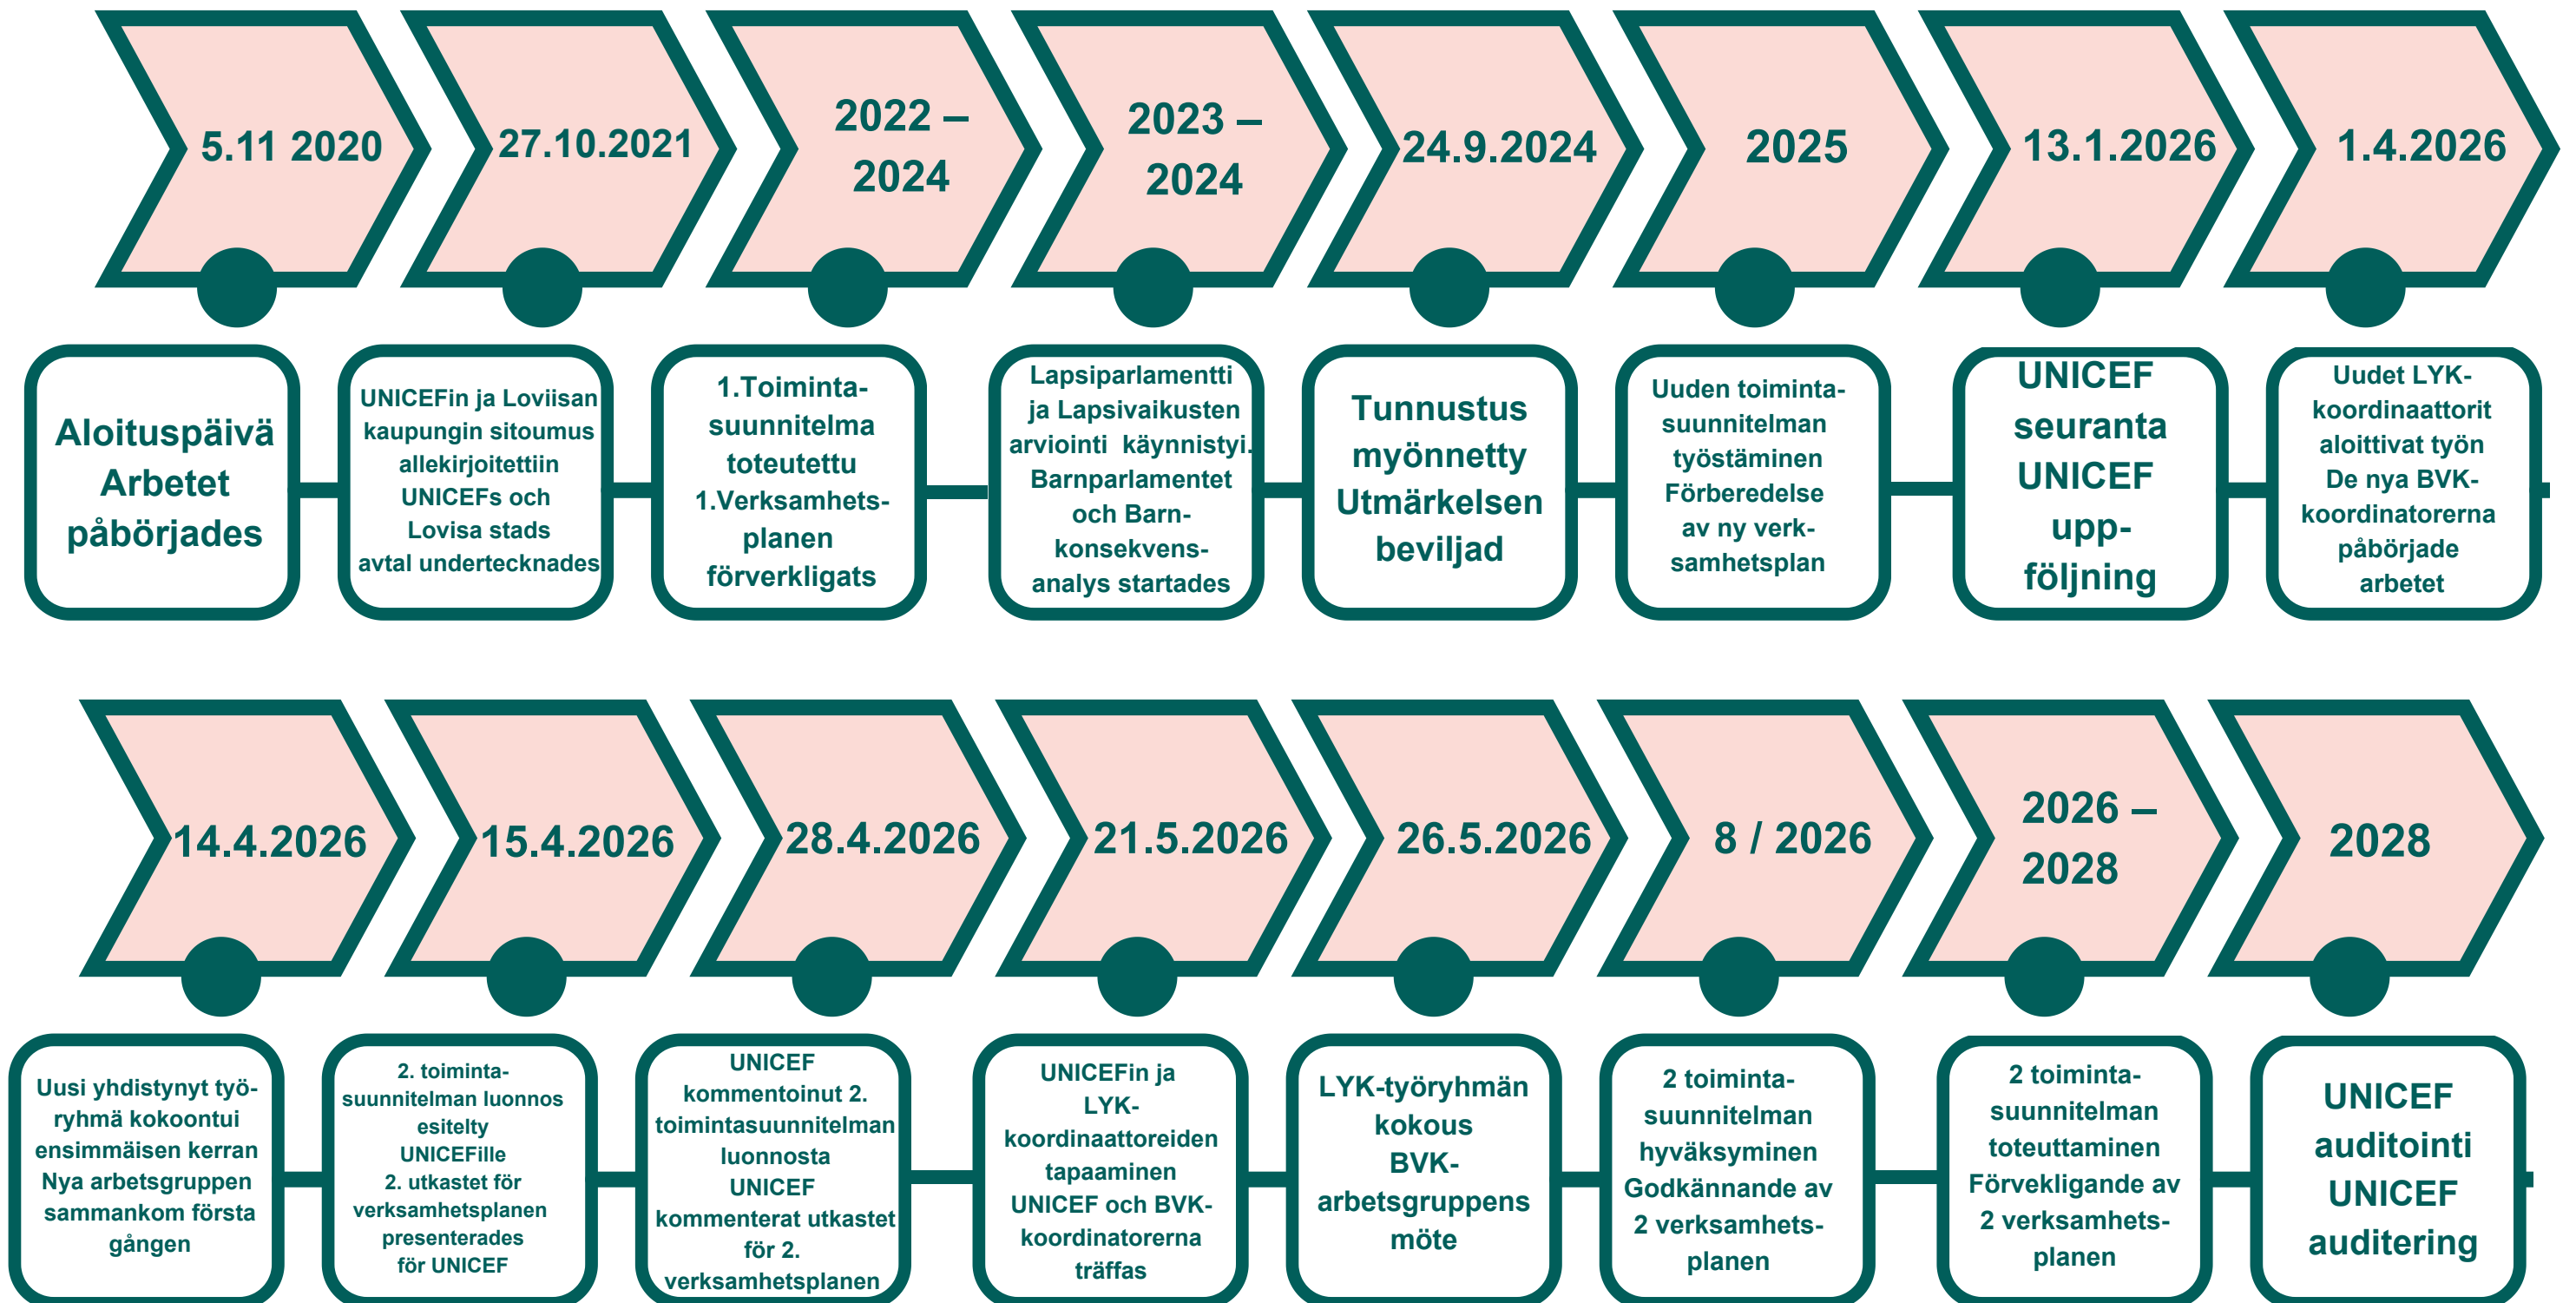 5.11 2020
27.10.2021
2022 –
2024
2023 –
2024
24.9.2024
2025
13.1.2026
1.4.2026
Aloituspäivä
Arbetet
påbörjades
UNICEFin ja Loviisan
kaupungin sitoumus
allekirjoitettiin
UNICEFs och
Lovisa stads
avtal undertecknades
1.Toiminta-
suunnitelma
toteutettu
1.Verksamhets-
planen
förverkligats
Lapsiparlamentti
ja Lapsivaikusten
arviointi käynnistyi.
Barnparlamentet
och Barn-
konsekvens-
analys startades
Tunnustus
myönnetty
Utmärkelsen
beviljad
Uuden toiminta-
suunnitelman
työstäminen
Förberedelse
av ny verk-
samhetsplan
UNICEF
seuranta
UNICEF
upp-
följning
Uudet LYK-
koordinaattorit
aloittivat työn
De nya BVK-
koordinatorerna
påbörjade
arbetet
14.4.2026
15.4.2026
28.4.2026
21.5.2026
26.5.2026
8 / 2026
2026 –
2028
2028
Uusi yhdistynyt työ-
ryhmä kokoontui
ensimmäisen kerran
Nya arbetsgruppen
sammankom första
gången
2. toiminta-
suunnitelman luonnos
esitelty
UNICEFille
2. utkastet för
verksamhetsplanen
presenterades
för UNICEF
UNICEF
kommentoinut 2.
toimintasuunnitelman
luonnosta
UNICEF
kommenterat utkastet
för 2.
verksamhetsplanen
UNICEFin ja
LYK-
koordinaattoreiden
tapaaminen
UNICEF och BVK-
koordinatorerna
träffas
LYK-työryhmän
kokous
BVK-
arbetsgruppens
möte
2 toiminta-
suunnitelman
hyväksyminen
Godkännande av
2 verksamhets-
planen
2 toiminta-
suunnitelman
toteuttaminen
Förvekligande av
2 verksamhets-
planen
UNICEF
auditointi
UNICEF
auditering